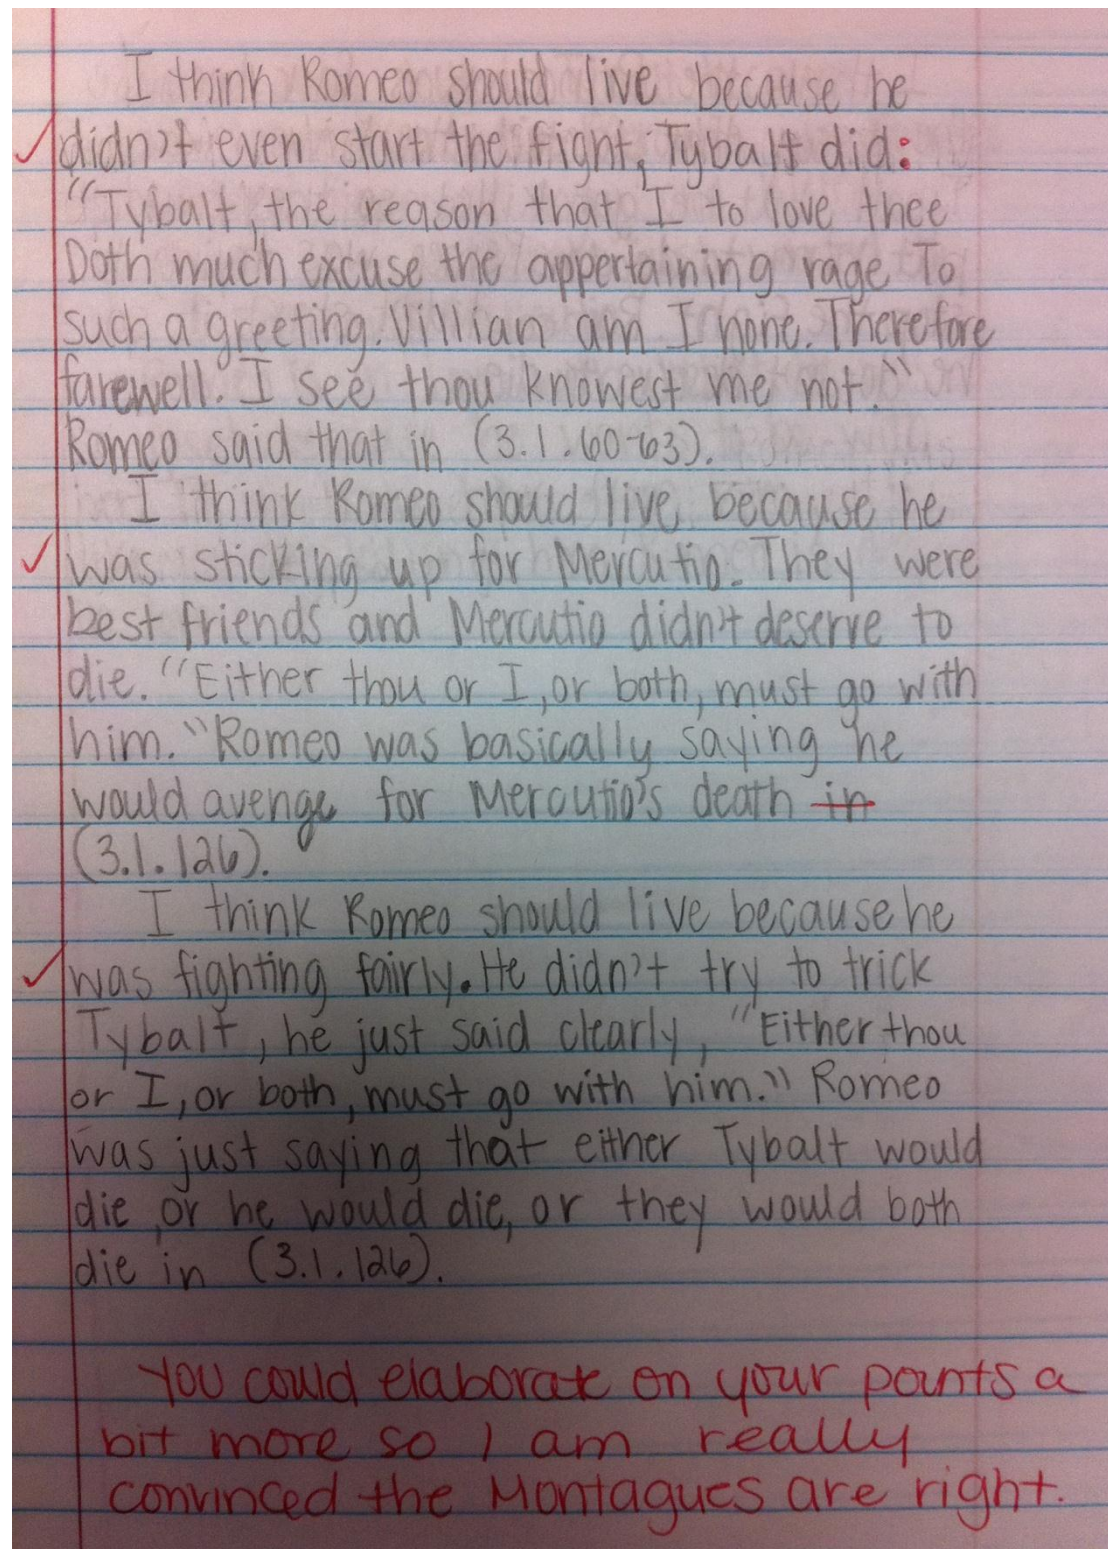 I think Romeo should live because he
didn't even start the fight; Tybalt did:
"Tybalt, the reason that I to love thee
Doth much excuse the appertaining rage To
such a greeting. Villian am I none. Therefore
farewell. I see thou knowest me not."
Romeo said that in (3.1.60-63).
I think Romeo should live because he
was sticking up for Mercutio. They were
best friends and Mercutio didn't deserve to
die. "Either thou or I, or both, must go with
him." Romeo was basically saying he
would avenge for Mercutio's death in
(3.1.126).
I think Romeo should live because he
was fighting fairly. He didn't try to trick
Tybalt, he just said clearly, "Either thou
or I, or both, must go with him." Romeo
was just saying that either Tybalt would
die, or he would die, or they would both
die in (3.1.126).
You could elaborate on your points a
bit more so I am really
convinced the Montagues are right.